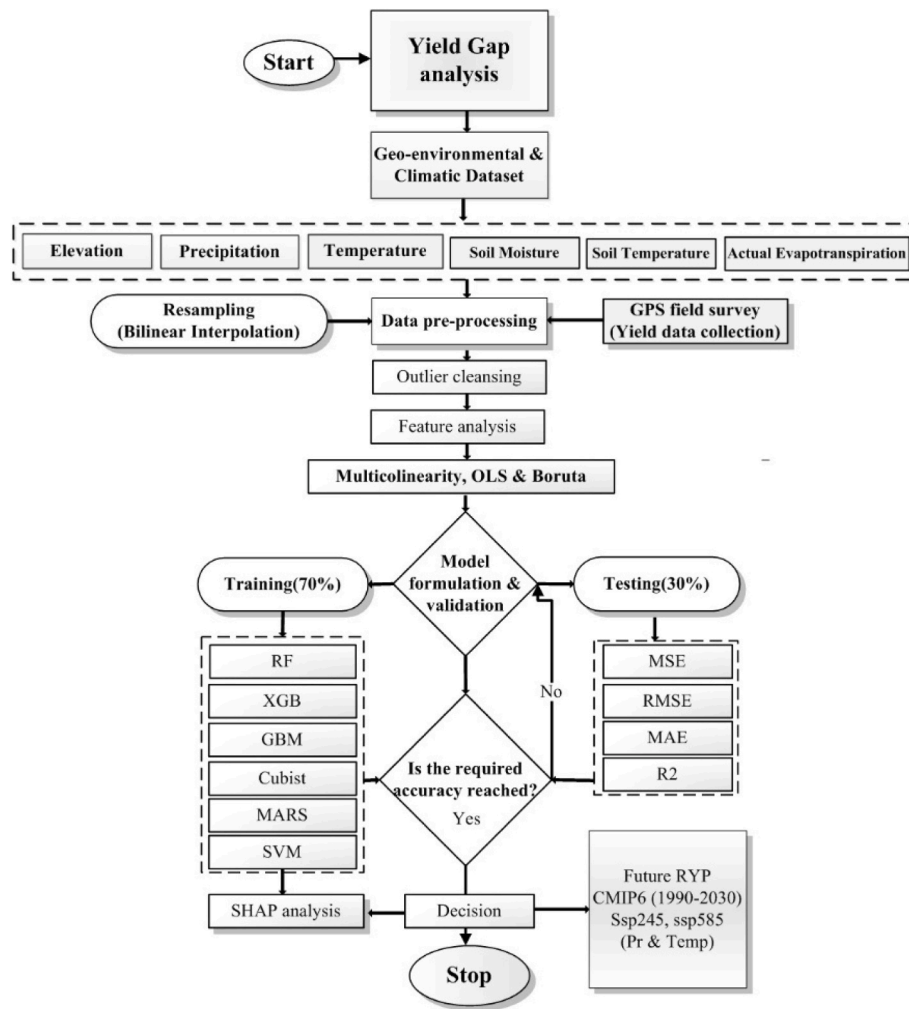 Start
Yield Gap
analysis
Geo-environmental &
Climatic Dataset
Elevation
Precipitation
Temperature
Soil Moisture
Soil Temperature
Actual Evapotranspiration
Resampling
(Bilinear Interpolation)
Data pre-processing
GPS field survey
(Yield data collection)
Outlier cleansing
Feature analysis
Multicolinearity, OLS & Boruta
Model
formulation &
validation
Training(70%)
Testing(30%)
RF
XGB
GBM
Cubist
MARS
SVM
MSE
RMSE
MAE
R2
No
Is the required
accuracy reached?
Yes
SHAP analysis
Decision
Future RYP
CMIP6 (1990-2030)
Ssp245, ssp585
(Pr & Temp)
Stop